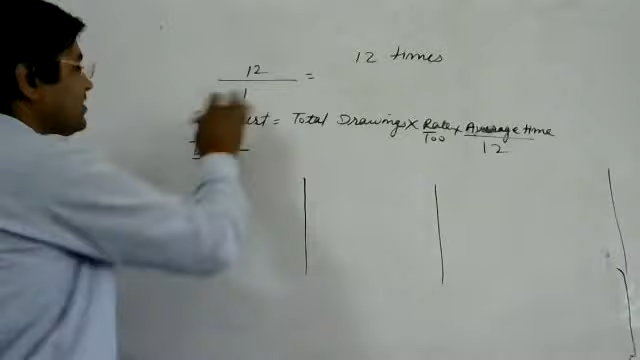 12 = 12 times
1
= Total Drawings x Rate x Average time
100 12